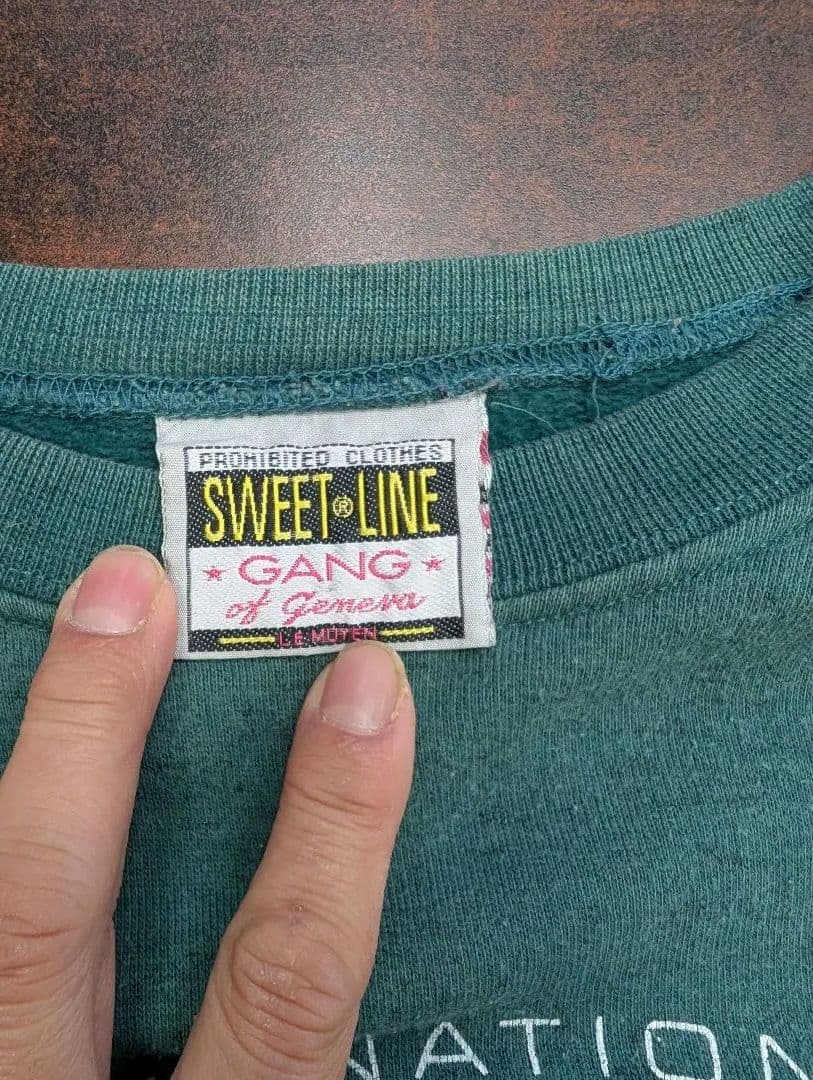 PROHIBITED CLOTHES
SWEET® LINE
★ GANG ★
of Geneva
LE MOYEN
NATION